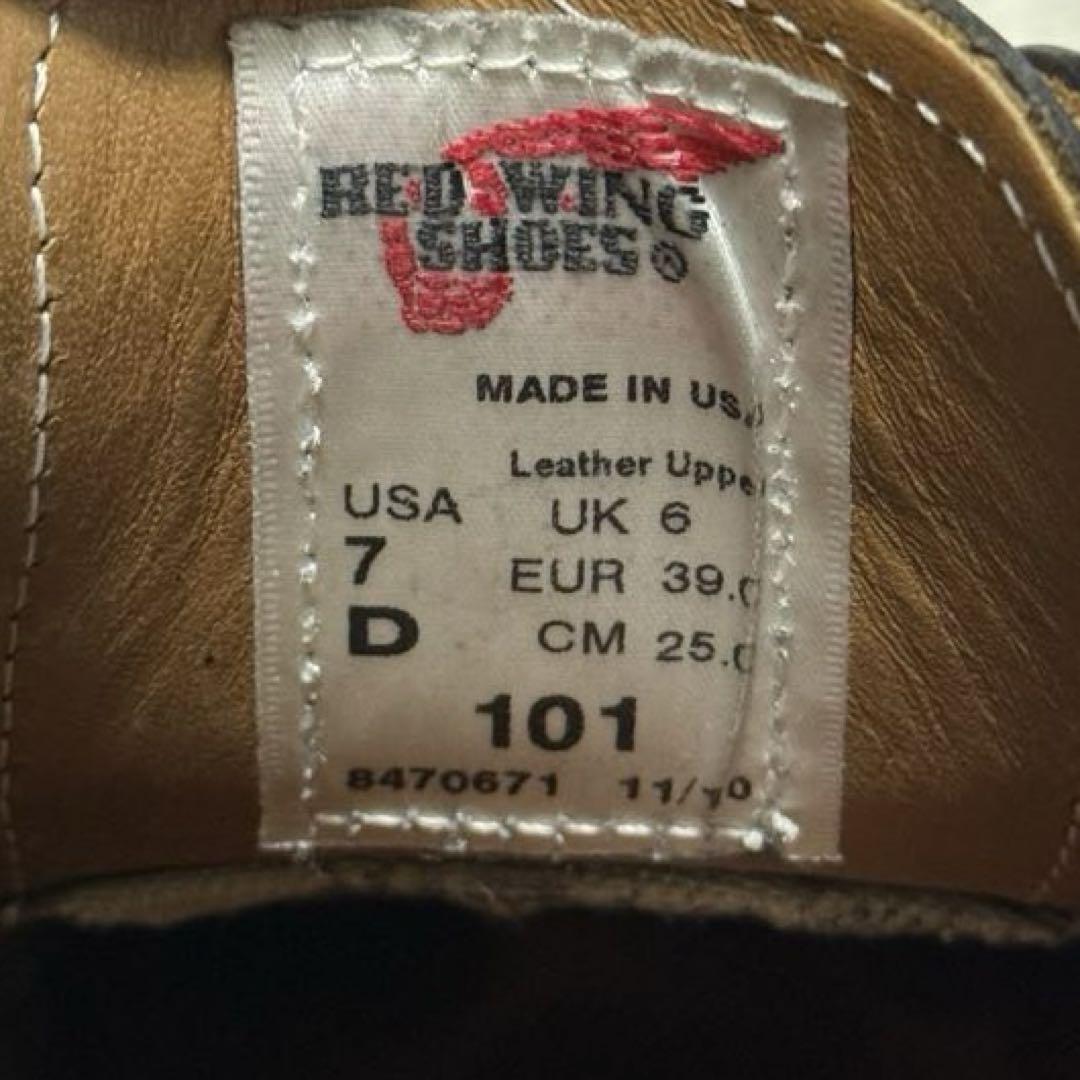 RED WING
SHOES®
MADE IN USA
Leather Upper
USA UK 6
7 EUR 39.0
D CM 25.0
101
8470671 11/10